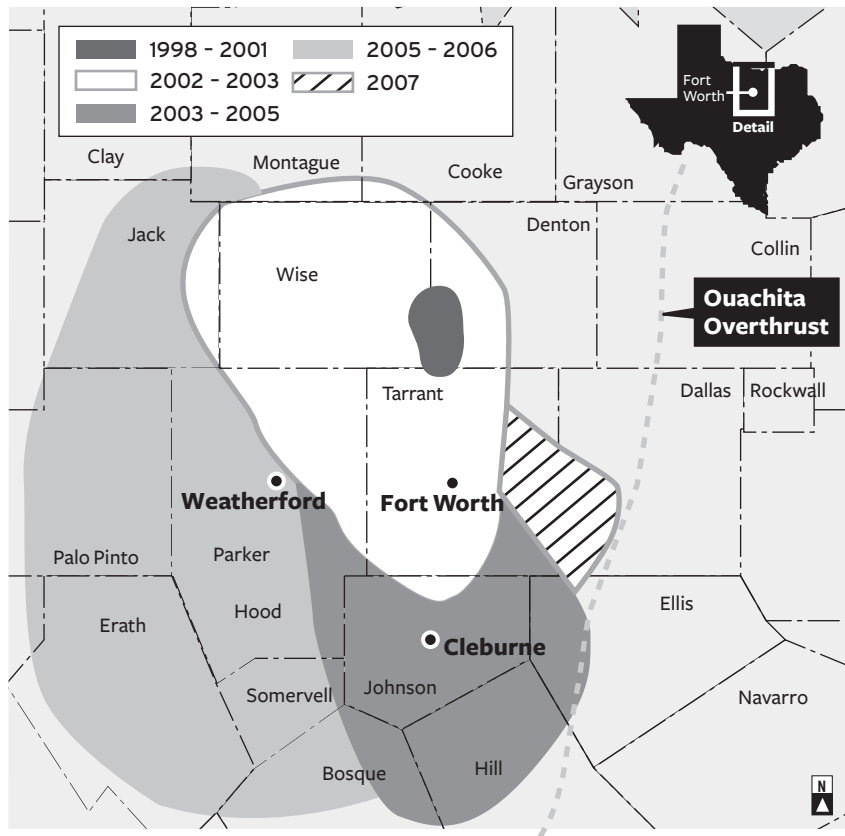 1998 – 2001
2002 – 2003
2003 – 2005
2005 – 2006
2007
Fort
Worth
Detail
Clay
Montague
Cooke
Grayson
Jack
Denton
Collin
Wise
Ouachita
Overthrust
Tarrant
Dallas
Rockwall
Weatherford
Fort Worth
Palo Pinto
Parker
Hood
Ellis
Erath
Cleburne
Somervell
Johnson
Navarro
Bosque
Hill
N